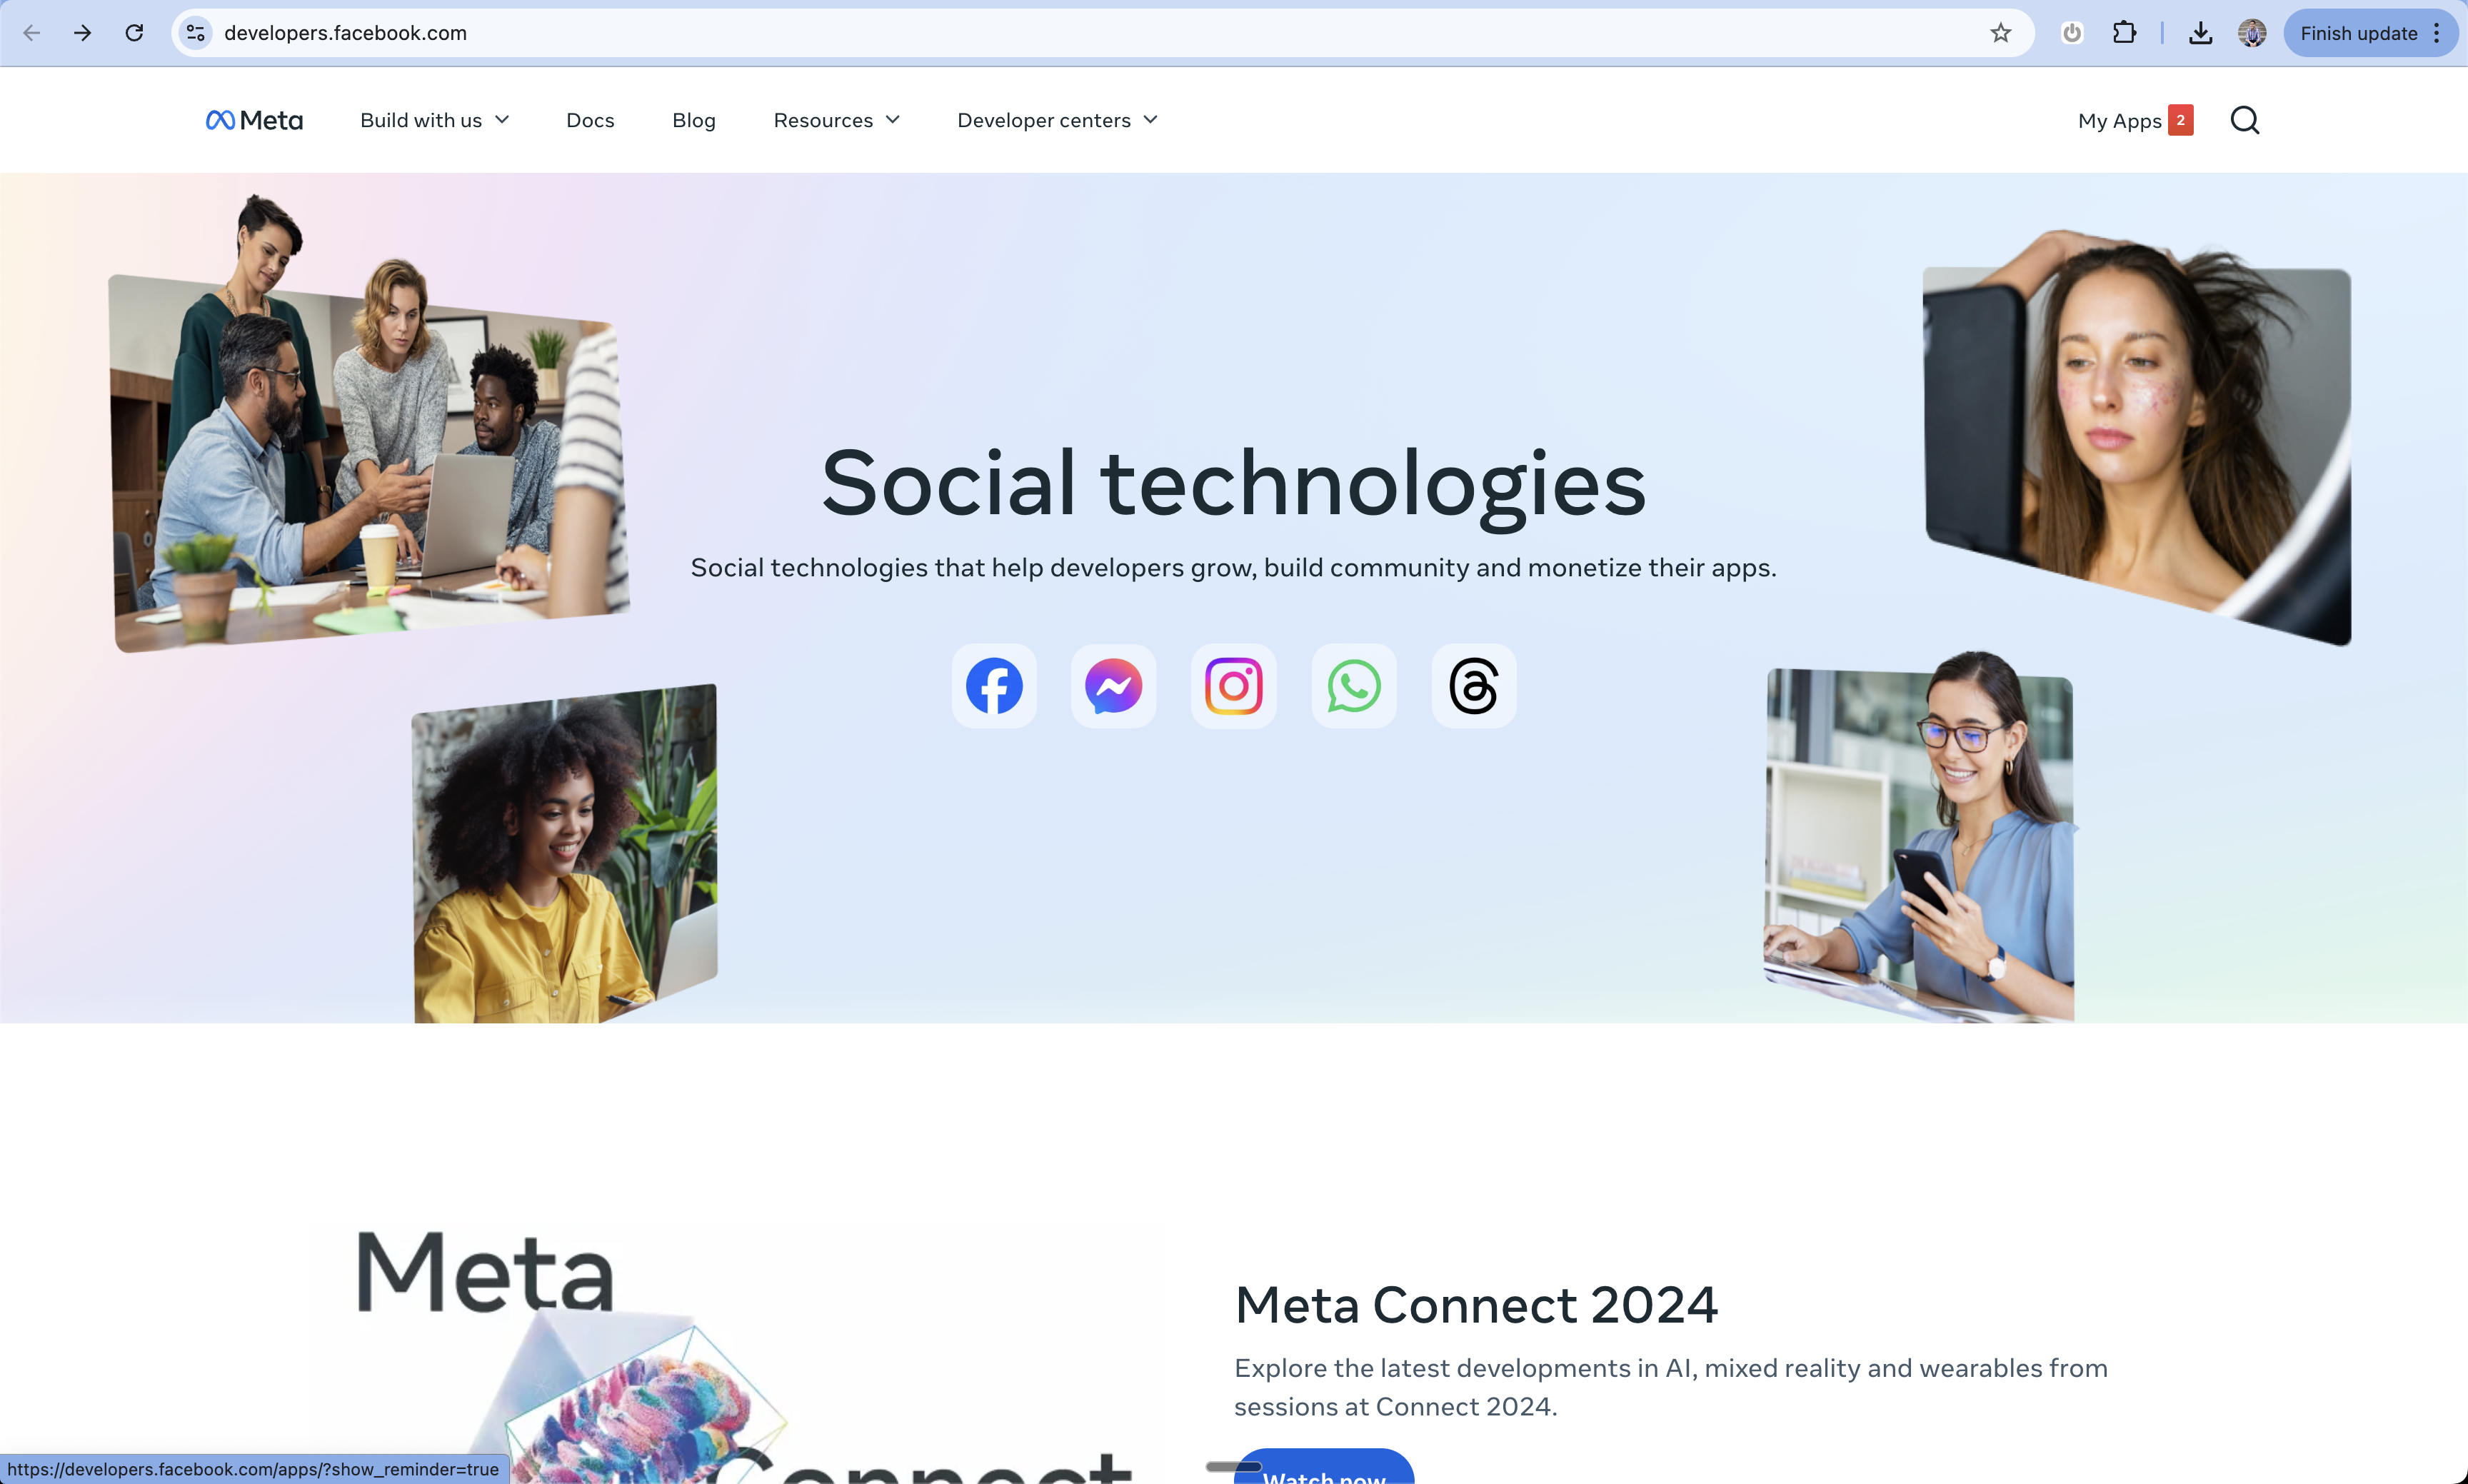 developers.facebook.com
Finish update
Meta
Build with us
Docs
Blog
Resources
Developer centers
My Apps
2
Social technologies
Social technologies that help developers grow, build community and monetize their apps.
Meta
Connect
Meta Connect 2024
Explore the latest developments in AI, mixed reality and wearables from
sessions at Connect 2024.
Watch now
https://developers.facebook.com/apps/?show_reminder=true